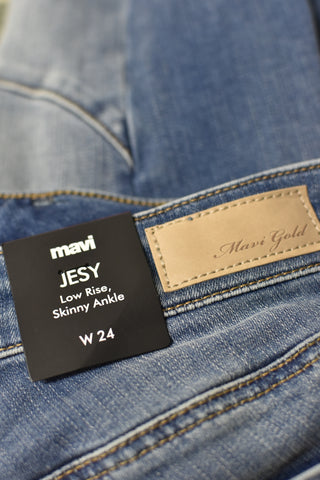 mavi
JESY
Low Rise,
Skinny Ankle
W 24
Mavi Gold